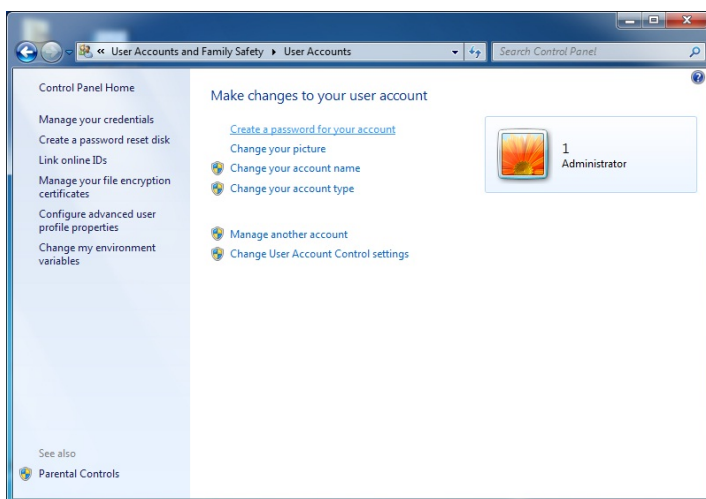 « User Accounts and Family Safety ▸ User Accounts
Search Control Panel
Control Panel Home
Manage your credentials
Create a password reset disk
Link online IDs
Manage your file encryption
certificates
Configure advanced user
profile properties
Change my environment
variables
See also
Parental Controls
Make changes to your user account
Create a password for your account
Change your picture
Change your account name
Change your account type
Manage another account
Change User Account Control settings
1
Administrator